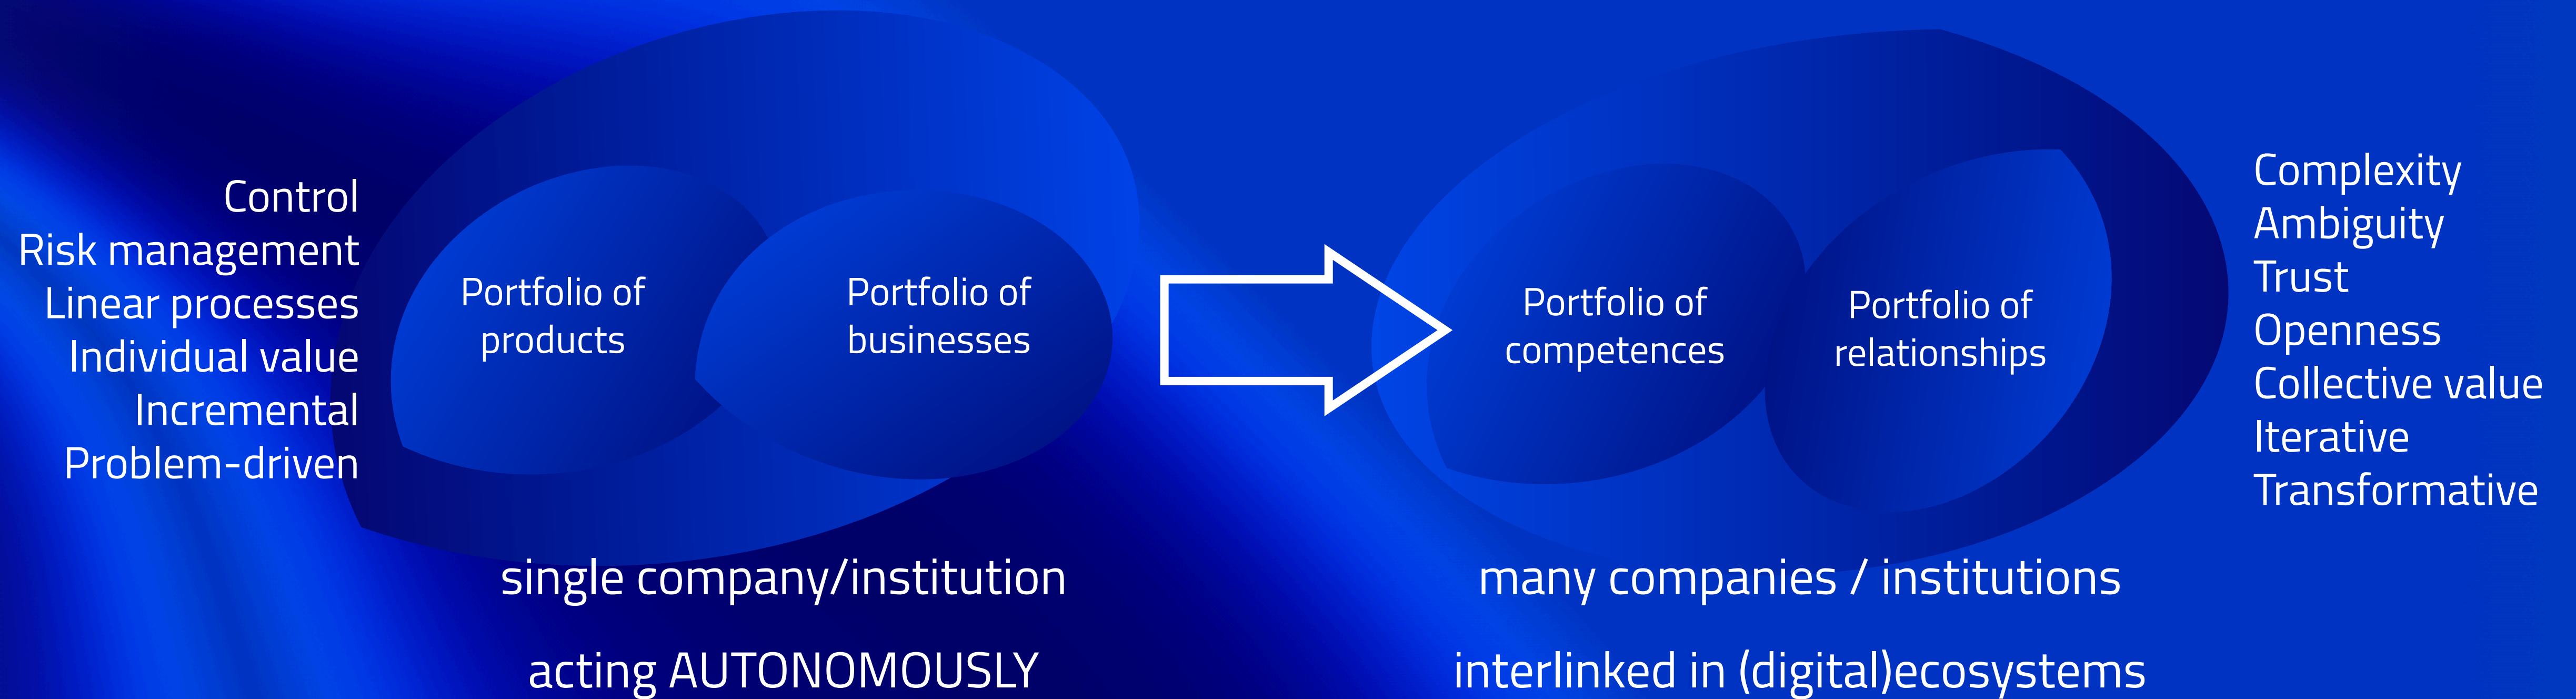 Control
Risk management
Linear processes
Individual value
Incremental
Problem-driven
Portfolio of
products
Portfolio of
businesses
single company/institution
acting AUTONOMOUSLY
Portfolio of
competences
Portfolio of
relationships
many companies / institutions
interlinked in (digital)ecosystems
Complexity
Ambiguity
Trust
Openness
Collective value
Iterative
Transformative